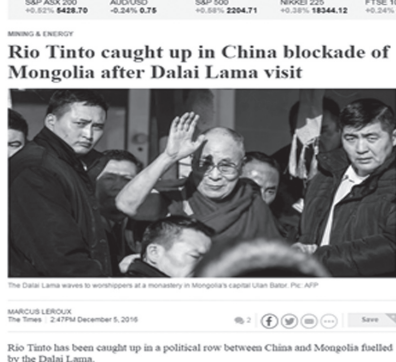 S&P ASX 200 AUD/USD S&P 500 NIKKEI 225 FTSE 10
+0.52% 5428.70 -0.24% 0.75 +0.58% 2204.71 +0.38% 18344.12 +0.24%
MINING & ENERGY
Rio Tinto caught up in China blockade of
Mongolia after Dalai Lama visit
The Dalai Lama waves to worshippers at a monastery in Mongolia's capital Ulan Bator. Pic: AFP
MARCUS LEROUX
The Times | 2:47PM December 5, 2016
2
Save
Rio Tinto has been caught up in a political row between China and Mongolia fuelled
by the Dalai Lama.